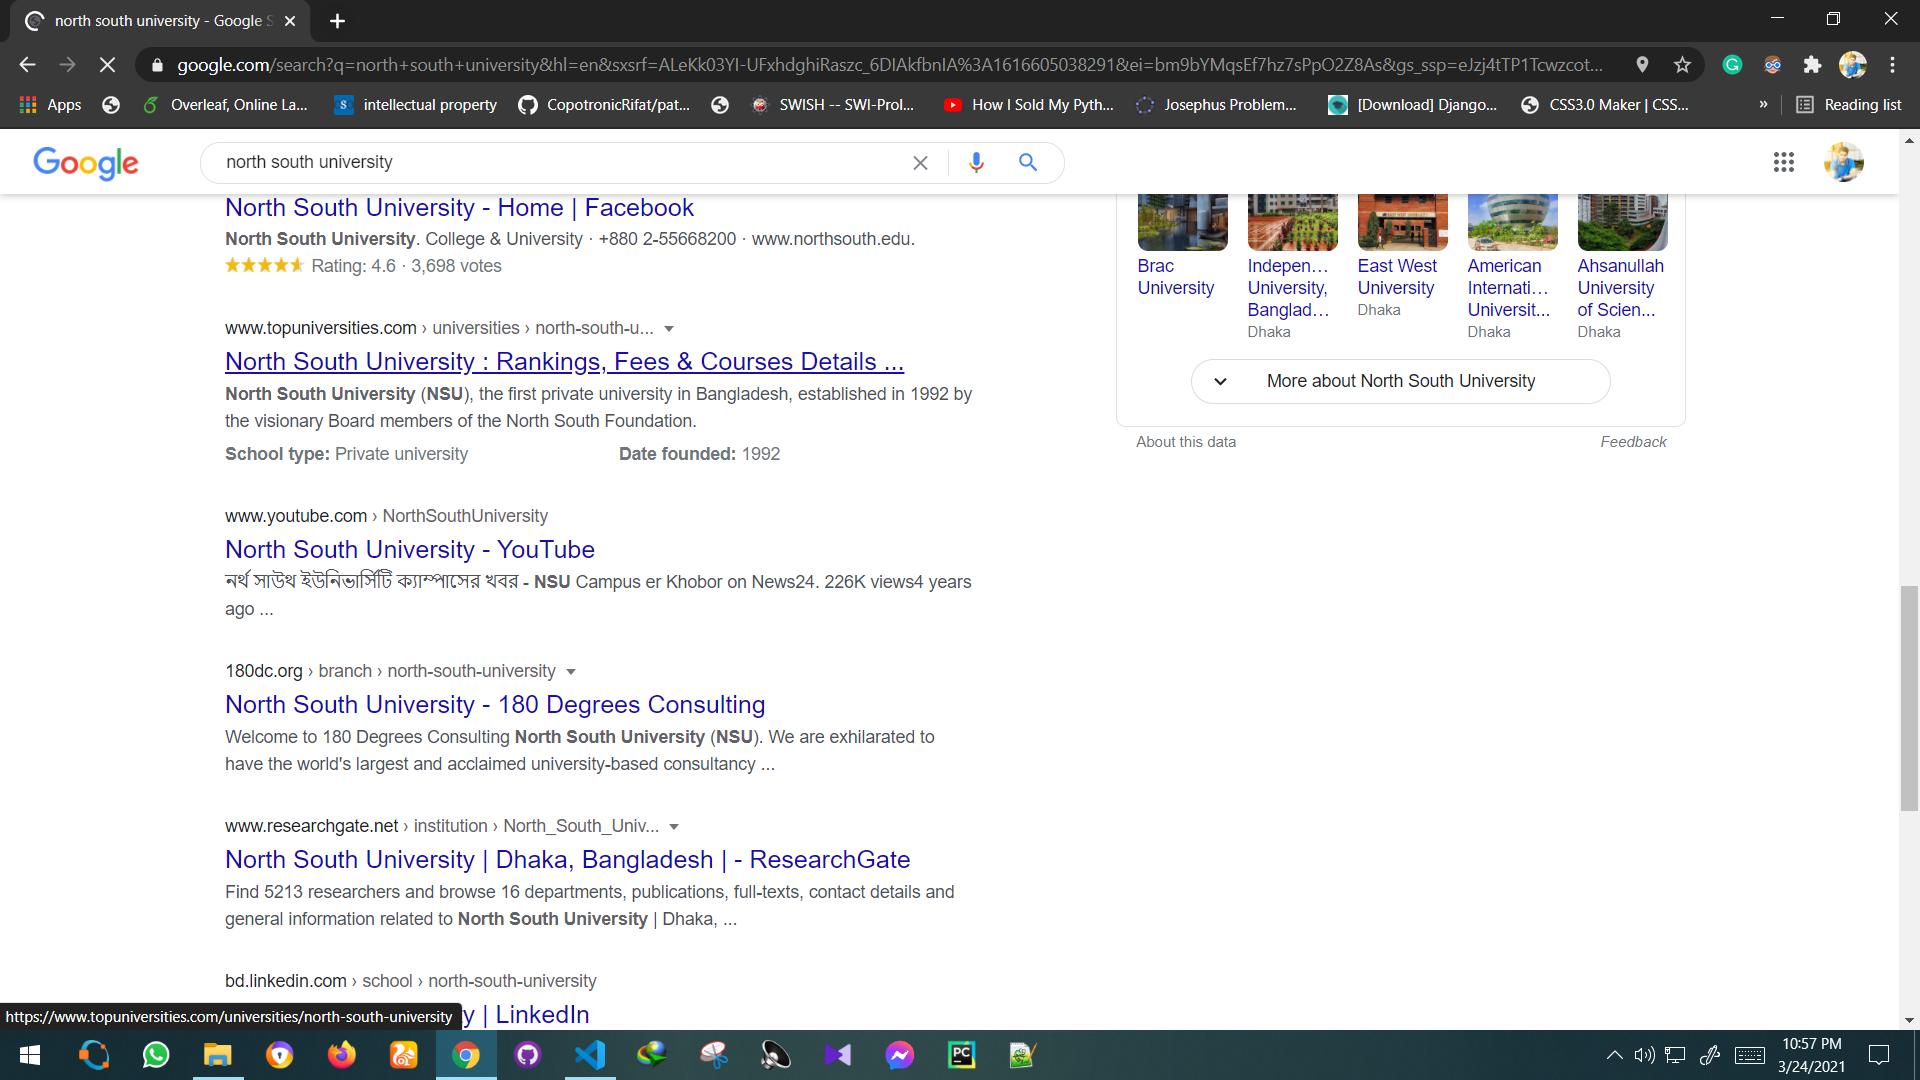 north south university - Google S
google.com/search?q=north+south+university&hl=en&sxsrf=ALeKk03YI-UFxhdghiRaszc_6DIAkfbnIA%3A1616605038291&ei=bm9bYMqsEf7hz7sPpO2Z8As&gs_ssp=eJzj4tTP1Tcwzcot...
Apps
Overleaf, Online La...
intellectual property
CopotronicRifat/pat...
SWISH -- SWI-Prol...
How I Sold My Pyth...
Josephus Problem...
[Download] Django...
CSS3.0 Maker | CSS...
»
Reading list
Google
north south university
North South University - Home | Facebook
North South University. College & University · +880 2-55668200 · www.northsouth.edu.
Rating: 4.6 · 3,698 votes
www.topuniversities.com › universities › north-south-u...
North South University : Rankings, Fees & Courses Details ...
North South University (NSU), the first private university in Bangladesh, established in 1992 by
the visionary Board members of the North South Foundation.
School type: Private university
Date founded: 1992
www.youtube.com › NorthSouthUniversity
North South University - YouTube
নর্থ সাউথ ইউনিভার্সিটি ক্যাম্পাসের খবর - NSU Campus er Khobor on News24. 226K views4 years
ago ...
180dc.org › branch › north-south-university
North South University - 180 Degrees Consulting
Welcome to 180 Degrees Consulting North South University (NSU). We are exhilarated to
have the world's largest and acclaimed university-based consultancy ...
www.researchgate.net › institution › North_South_Univ...
North South University | Dhaka, Bangladesh | - ResearchGate
Find 5213 researchers and browse 16 departments, publications, full-texts, contact details and
general information related to North South University | Dhaka, ...
bd.linkedin.com › school › north-south-university
y | LinkedIn
https://www.topuniversities.com/universities/north-south-university
Brac
University
Indepen...
University,
Banglad...
Dhaka
East West
University
Dhaka
American
Internati...
Universit...
Dhaka
Ahsanullah
University
of Scien...
Dhaka
More about North South University
About this data
Feedback
PC
10:57 PM
3/24/2021